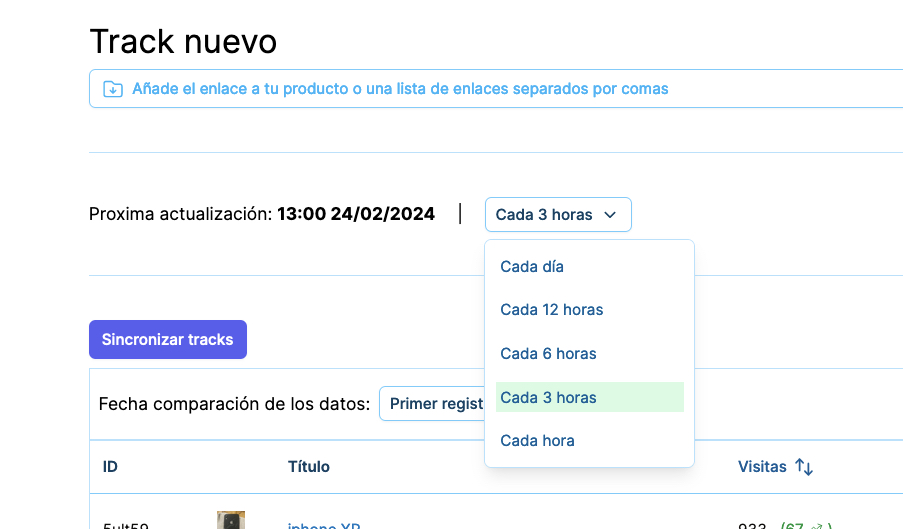 Track nuevo
Añade el enlace a tu producto o una lista de enlaces separados por comas
Proxima actualización: 13:00 24/02/2024 | Cada 3 horas
Cada día
Cada 12 horas
Cada 6 horas
Cada 3 horas
Cada hora
Sincronizar tracks
Fecha comparación de los datos: Primer regist
ID Título Visitas
5ult59 iphone XR 933 (67)